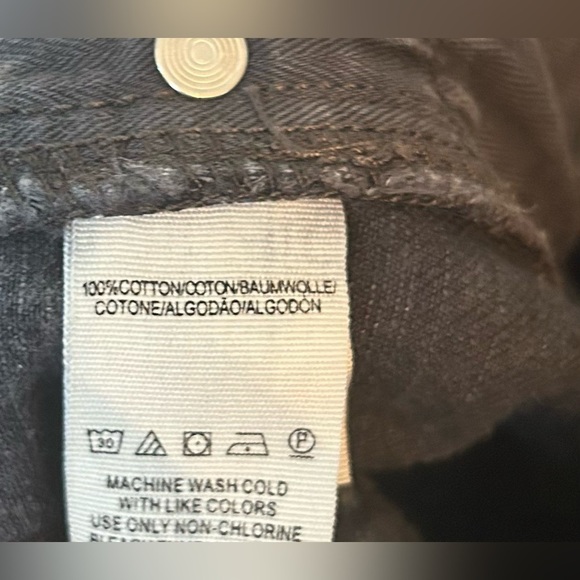 100%COTTON/COTON/BAUMWOLLE/
COTONE/ALGODÃO/ALGODÓN
30
P
MACHINE WASH COLD
WITH LIKE COLORS
USE ONLY NON-CHLORINE